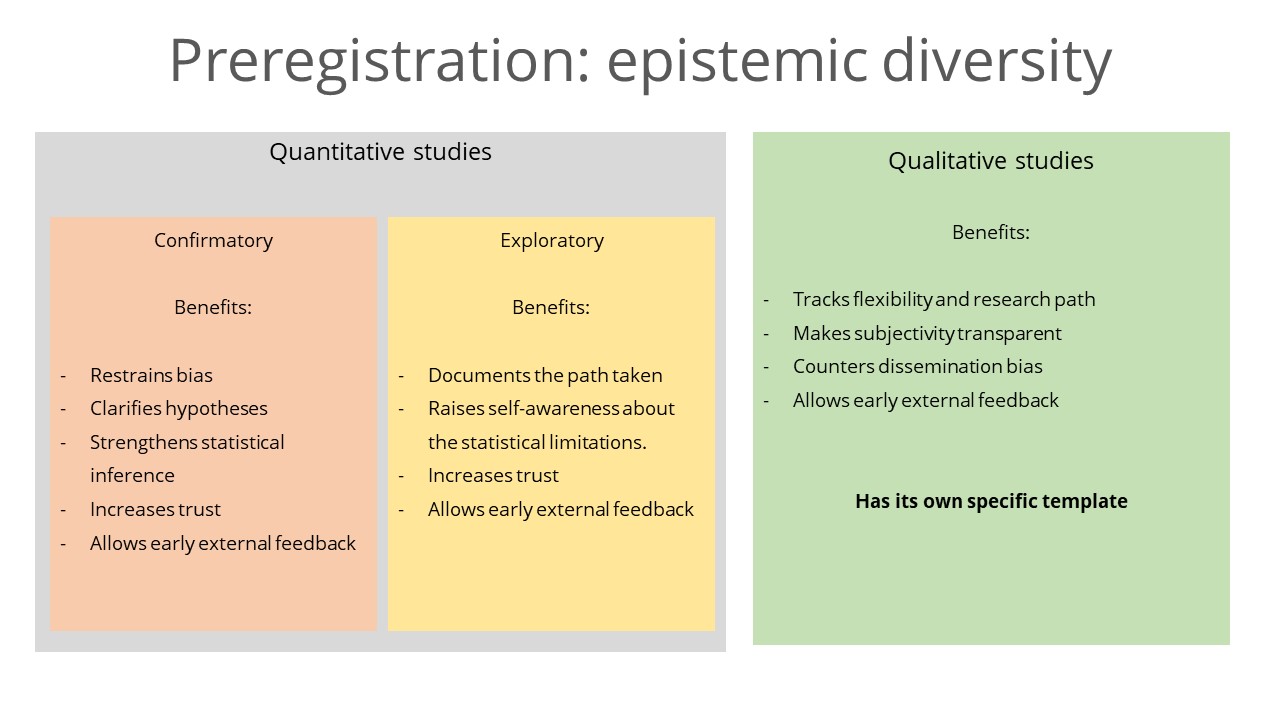 Preregistration: epistemic diversity
Quantitative studies
Confirmatory
Benefits:
- Restrains bias
- Clarifies hypotheses
- Strengthens statistical
inference
- Increases trust
- Allows early external feedback
Exploratory
Benefits:
- Documents the path taken
- Raises self-awareness about
the statistical limitations.
- Increases trust
- Allows early external feedback
Qualitative studies
Benefits:
- Tracks flexibility and research path
- Makes subjectivity transparent
- Counters dissemination bias
- Allows early external feedback
Has its own specific template